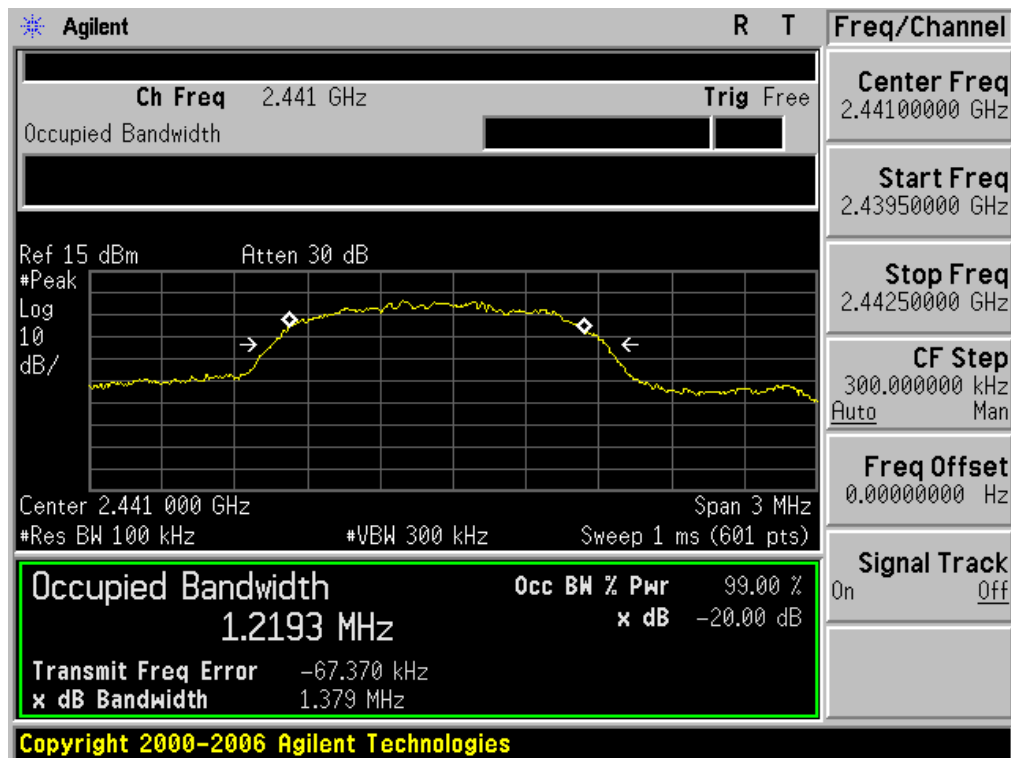 Agilent R T
Freq/Channel
Ch Freq 2.441 GHz Trig Free
Occupied Bandwidth
Ref 15 dBm Atten 30 dB
#Peak
Log
10
dB/
Center 2.441 000 GHz Span 3 MHz
#Res BW 100 kHz #VBW 300 kHz Sweep 1 ms (601 pts)
Occupied Bandwidth
1.2193 MHz
Occ BW % Pwr 99.00 %
x dB -20.00 dB
Transmit Freq Error -67.370 kHz
x dB Bandwidth 1.379 MHz
Center Freq
2.44100000 GHz
Start Freq
2.43950000 GHz
Stop Freq
2.44250000 GHz
CF Step
300.000000 kHz
Auto Man
Freq Offset
0.00000000 Hz
Signal Track
On Off
Copyright 2000-2006 Agilent Technologies